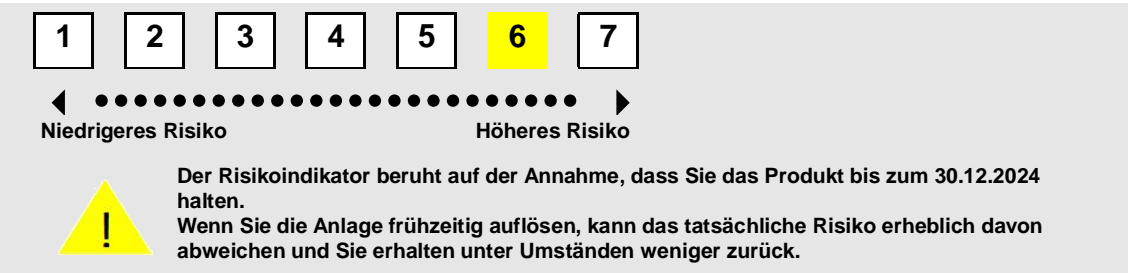 1 2 3 4 5 6 7
Niedrigeres Risiko Höheres Risiko
Der Risikoindikator beruht auf der Annahme, dass Sie das Produkt bis zum 30.12.2024
halten.
Wenn Sie die Anlage frühzeitig auflösen, kann das tatsächliche Risiko erheblich davon
abweichen und Sie erhalten unter Umständen weniger zurück.
!